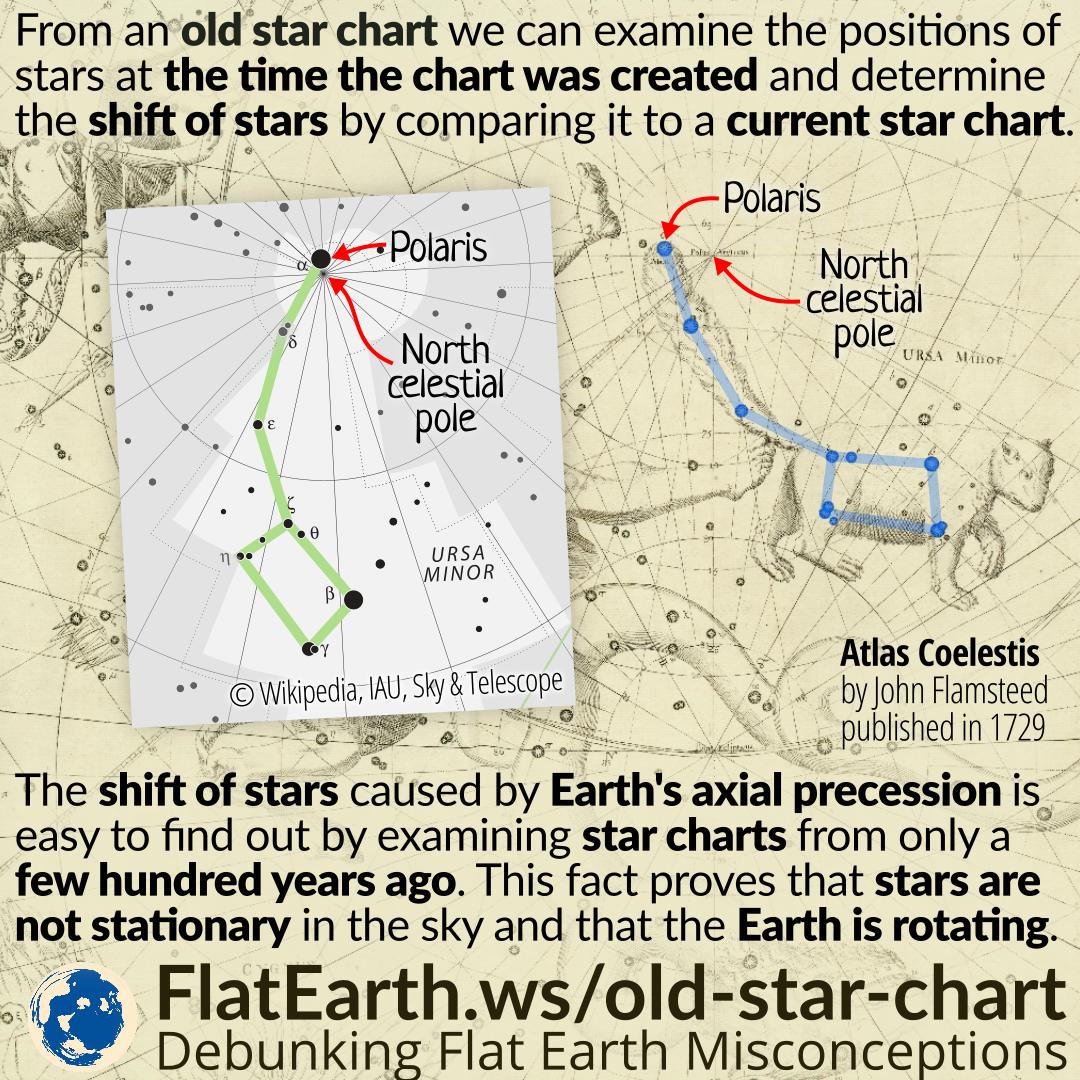 From an old star chart we can examine the positions of
stars at the time the chart was created and determine
the shift of stars by comparing it to a current star chart.
Polaris
α
North
celestial
pole
δ
ε
ζ
θ
η
β
γ
URSA
MINOR
© Wikipedia, IAU, Sky & Telescope
Polaris
North
celestial
pole
URSA Minor
75
Atlas Coelestis
by John Flamsteed
published in 1729
The shift of stars caused by Earth's axial precession is
easy to find out by examining star charts from only a
few hundred years ago. This fact proves that stars are
not stationary in the sky and that the Earth is rotating.
FlatEarth.ws/old-star-chart
Debunking Flat Earth Misconceptions